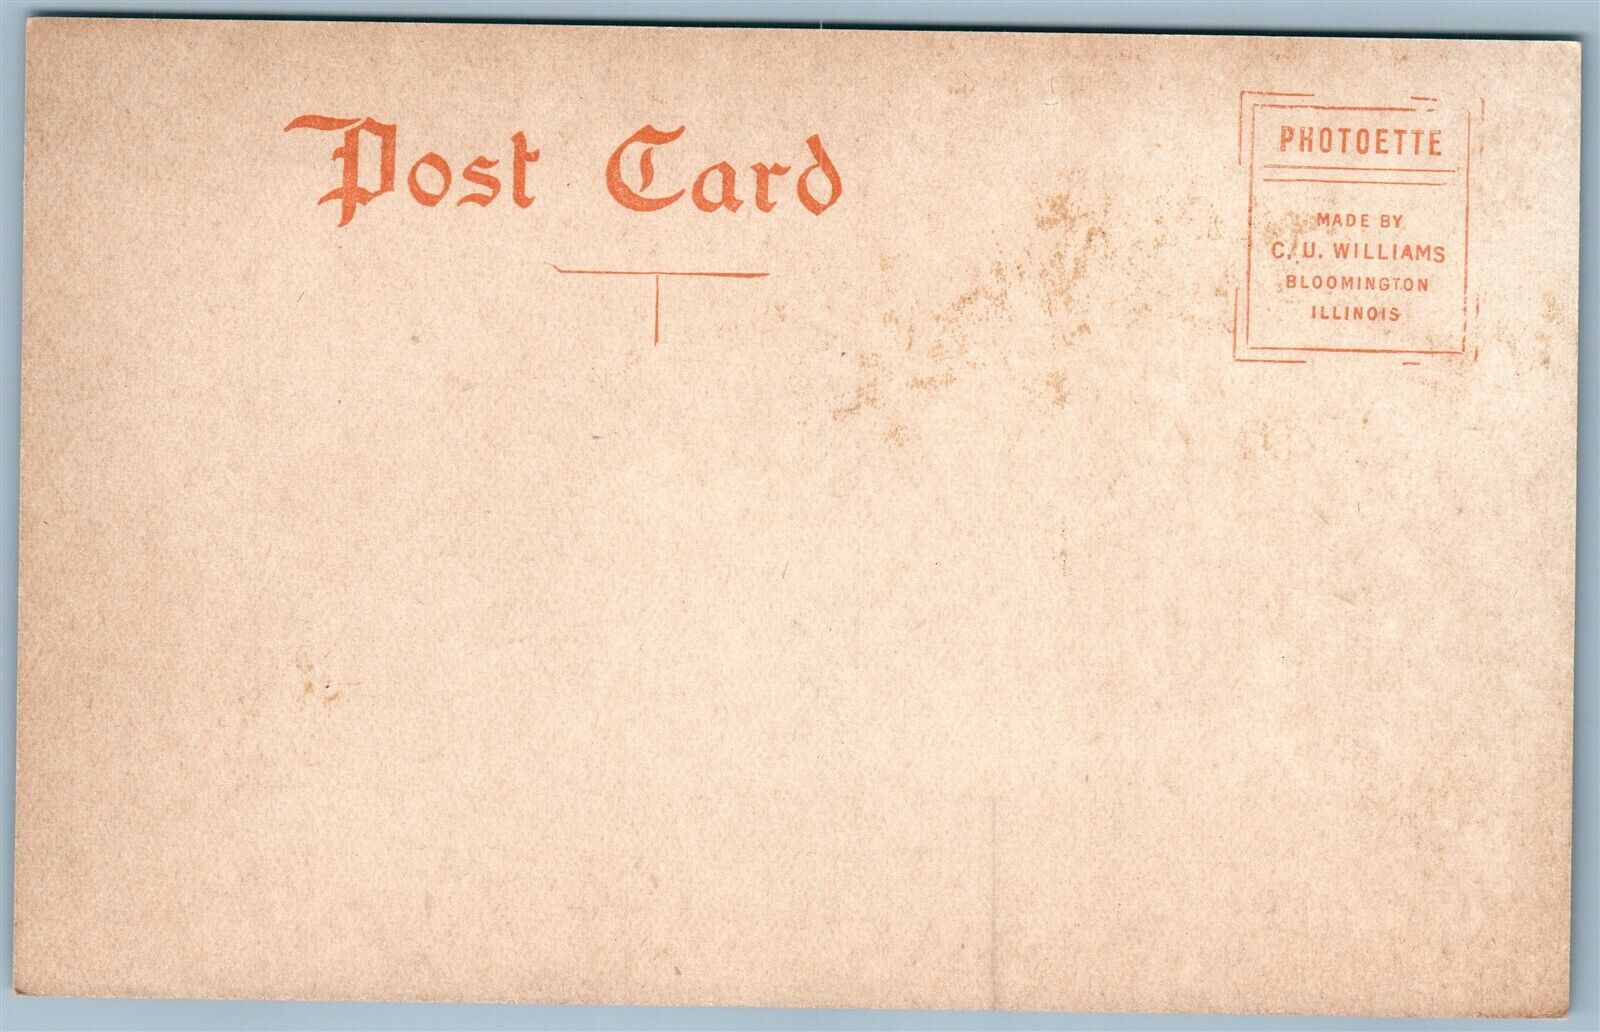 Post Card
PHOTOETTE
MADE BY
C. U. WILLIAMS
BLOOMINGTON
ILLINOIS